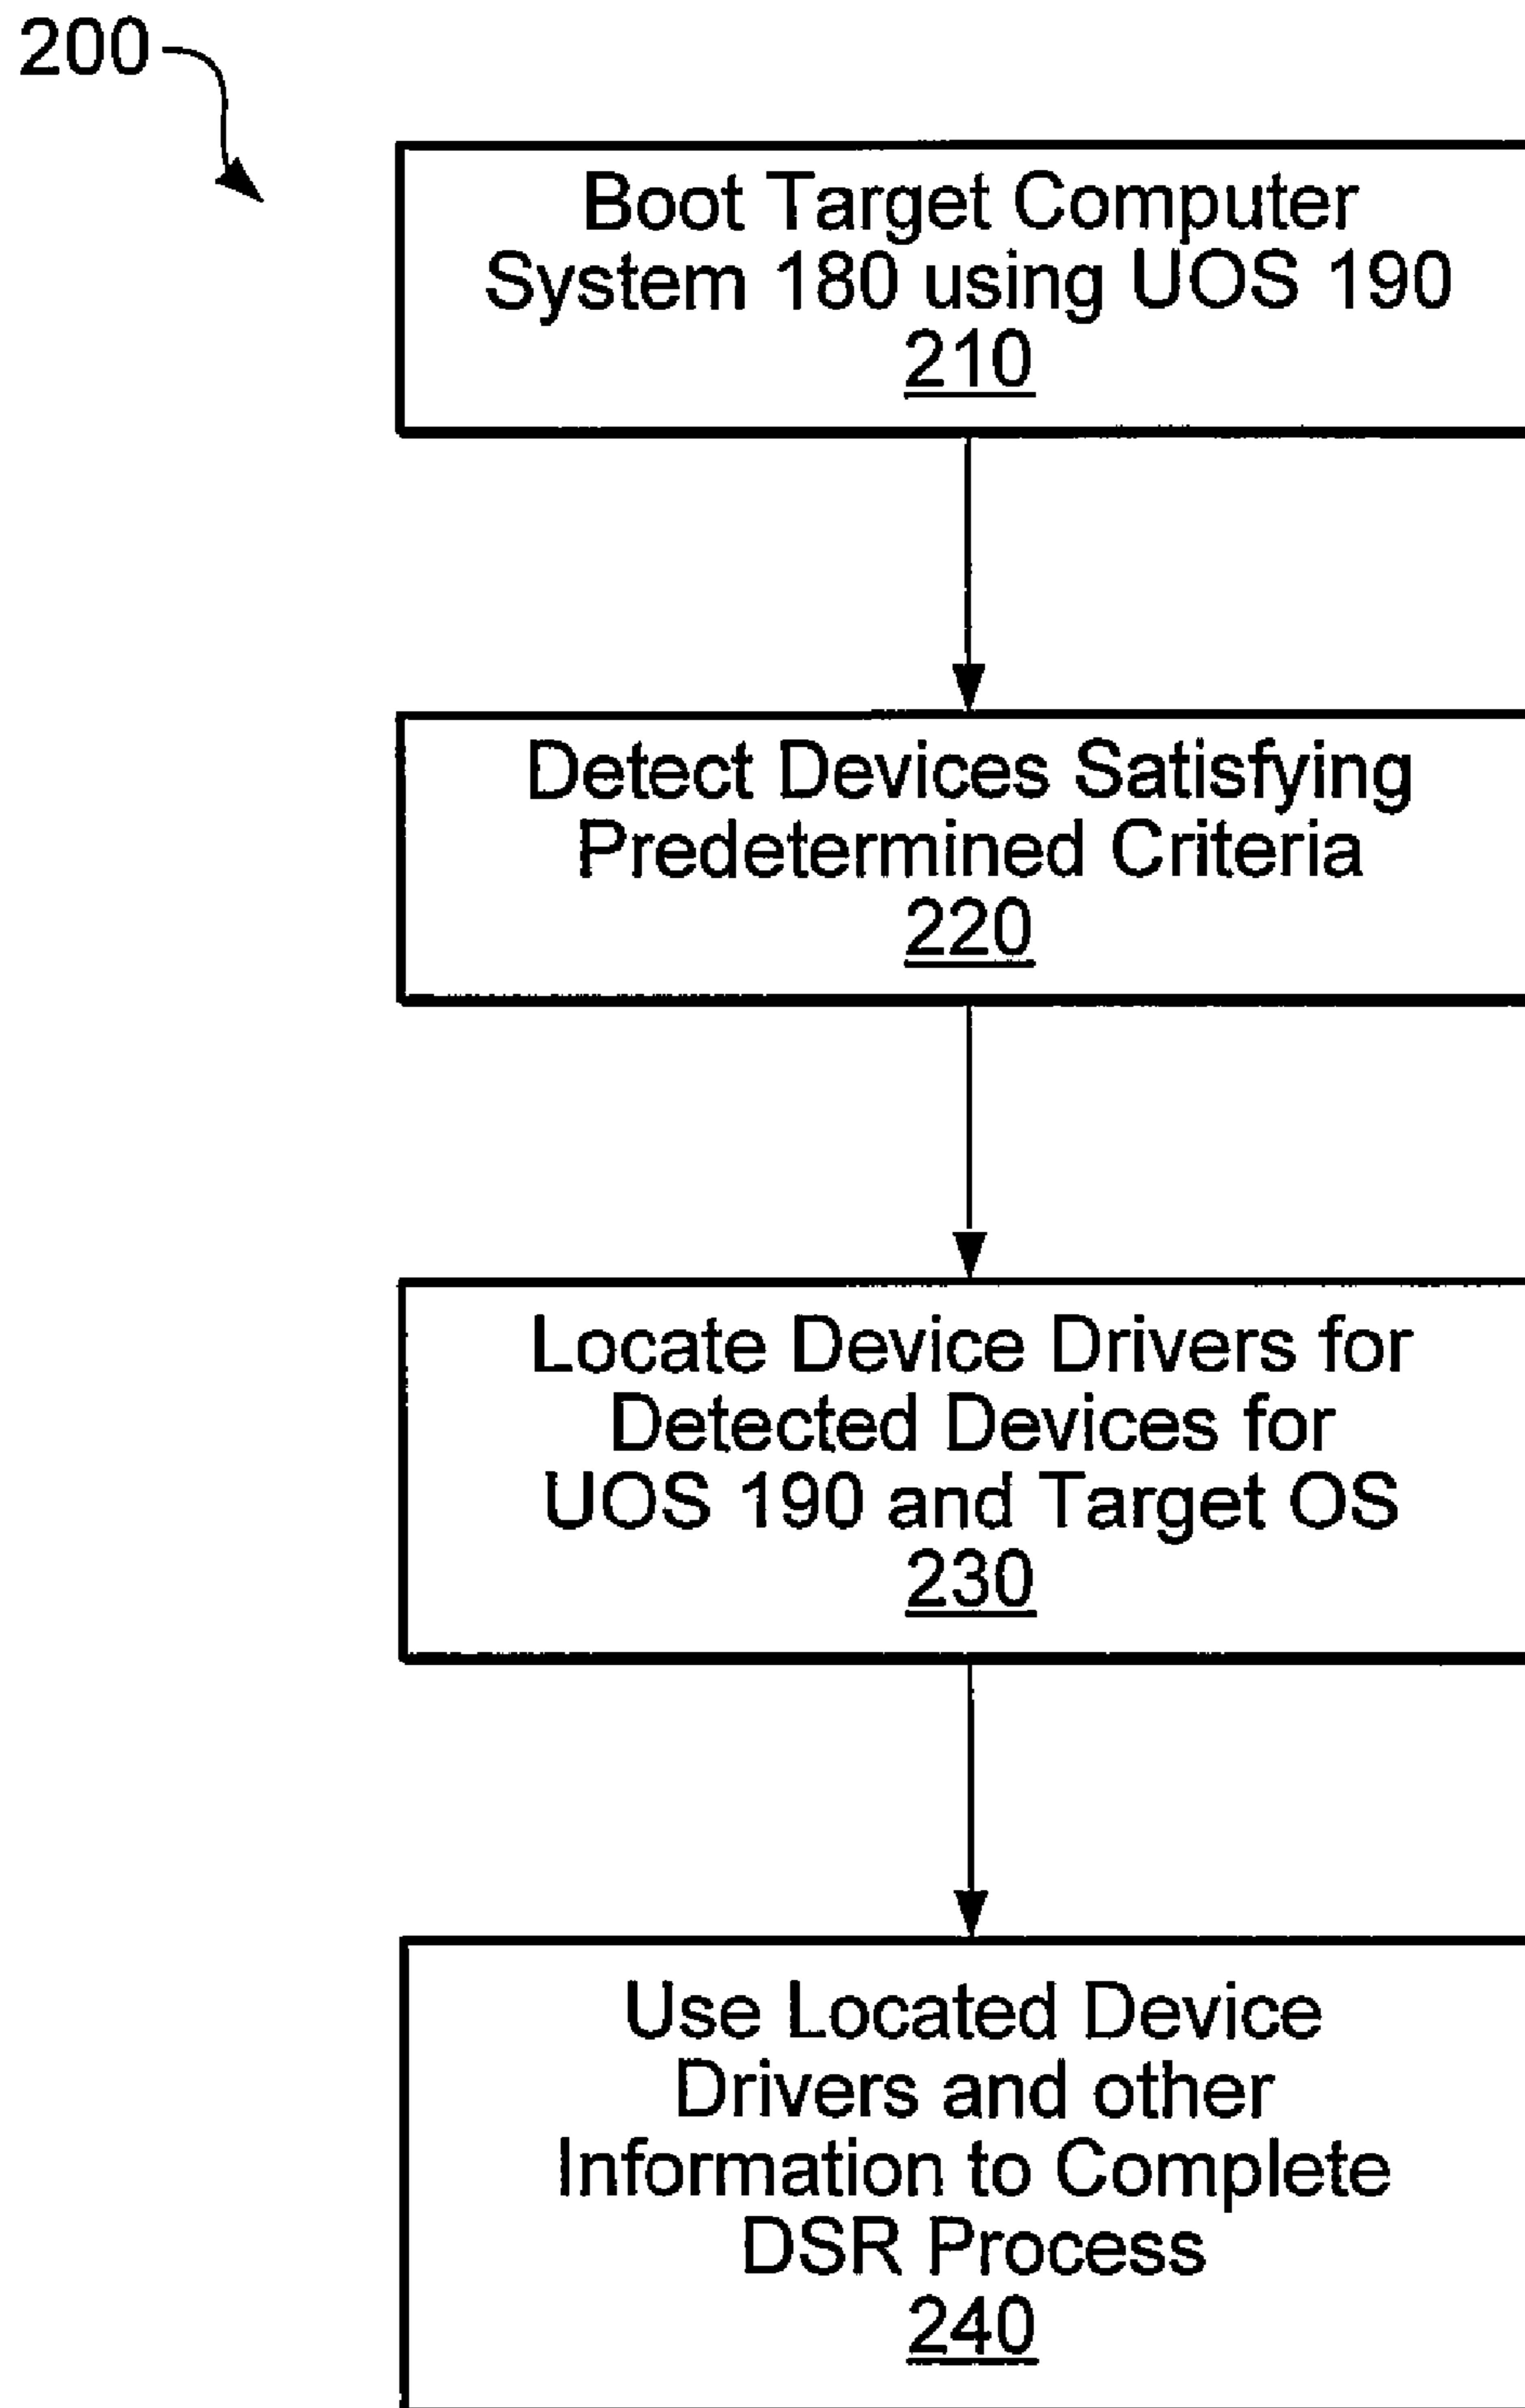 200
Boot Target Computer
System 180 using UOS 190
210
Detect Devices Satisfying
Predetermined Criteria
220
Locate Device Drivers for
Detected Devices for
UOS 190 and Target OS
230
Use Located Device
Drivers and other
Information to Complete
DSR Process
240